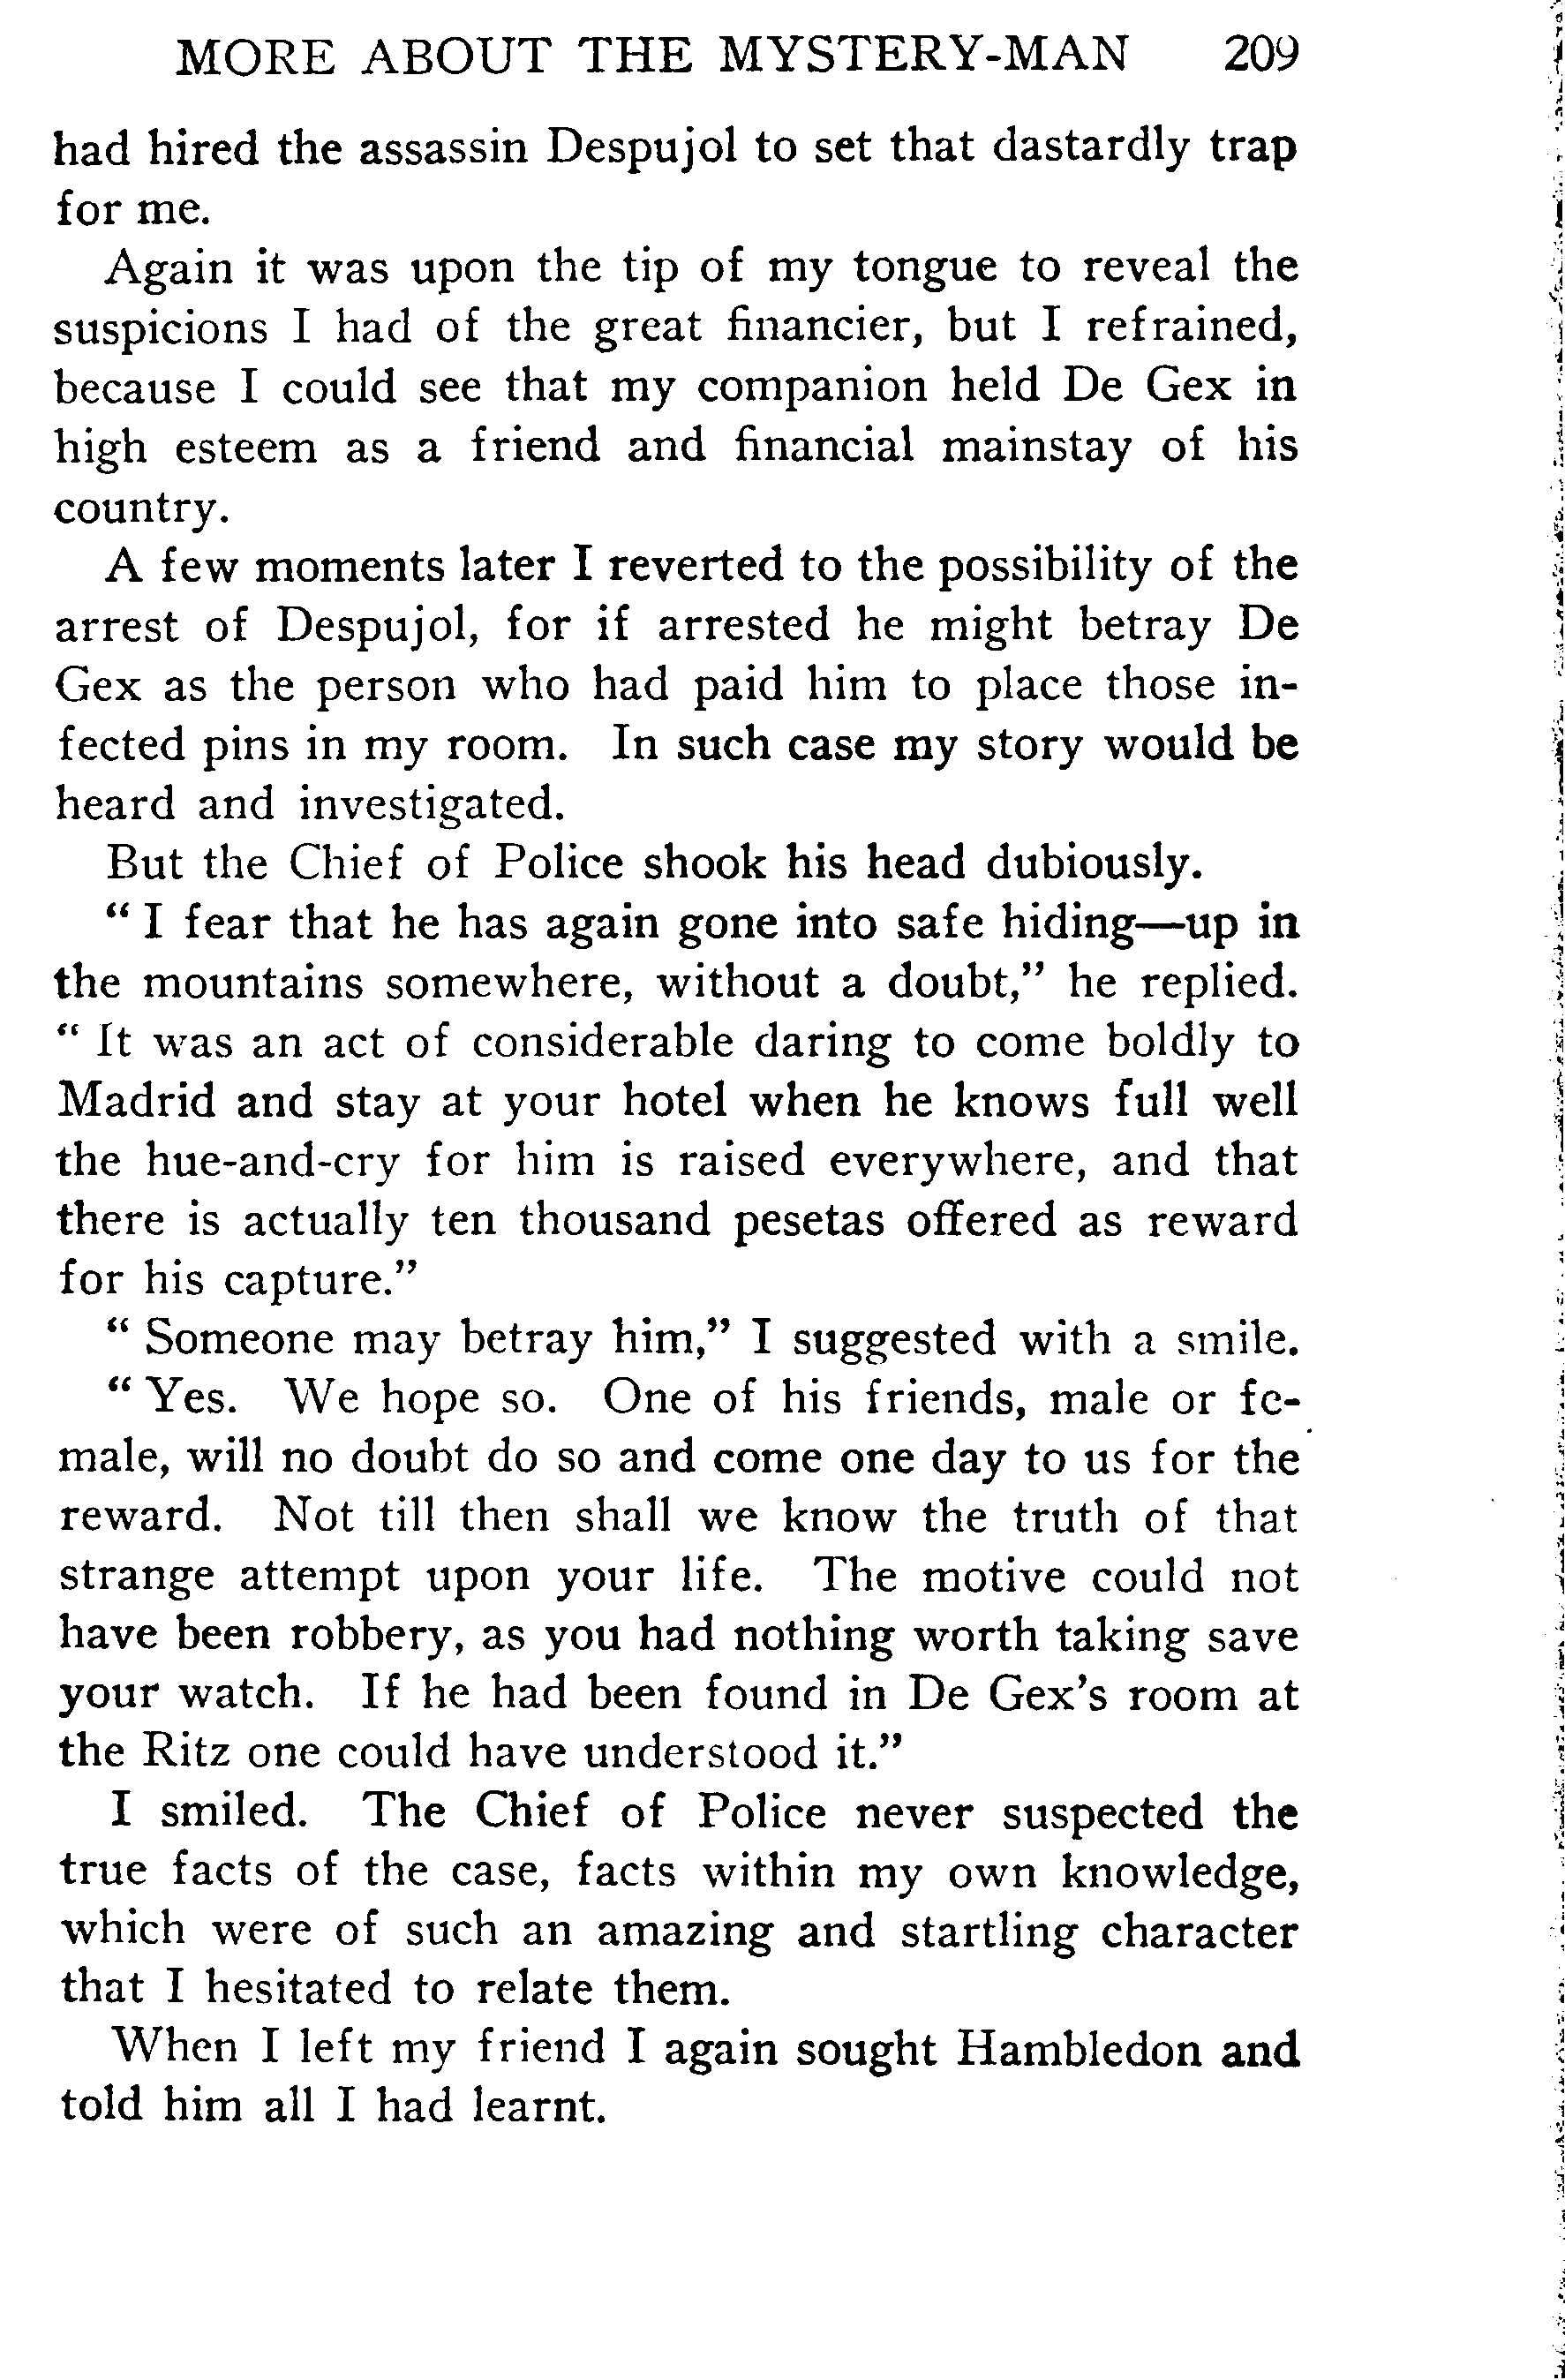 MORE ABOUT THE MYSTERY-MAN 209
had hired the assassin Despujol to set that dastardly trap
for me.
Again it was upon the tip of my tongue to reveal the
suspicions I had of the great financier, but I refrained,
because I could see that my companion held De Gex in
high esteem as a friend and financial mainstay of his
country.
A few moments later I reverted to the possibility of the
arrest of Despujol, for if arrested he might betray De
Gex as the person who had paid him to place those in-
fected pins in my room. In such case my story would be
heard and investigated.
But the Chief of Police shook his head dubiously.
“ I fear that he has again gone into safe hiding—up in
the mountains somewhere, without a doubt,” he replied.
“ It was an act of considerable daring to come boldly to
Madrid and stay at your hotel when he knows full well
the hue-and-cry for him is raised everywhere, and that
there is actually ten thousand pesetas offered as reward
for his capture.”
“ Someone may betray him,” I suggested with a smile.
“ Yes. We hope so. One of his friends, male or fe-
male, will no doubt do so and come one day to us for the
reward. Not till then shall we know the truth of that
strange attempt upon your life. The motive could not
have been robbery, as you had nothing worth taking save
your watch. If he had been found in De Gex's room at
the Ritz one could have understood it.”
I smiled. The Chief of Police never suspected the
true facts of the case, facts within my own knowledge,
which were of such an amazing and startling character
that I hesitated to relate them.
When I left my friend I again sought Hambledon and
told him all I had learnt.